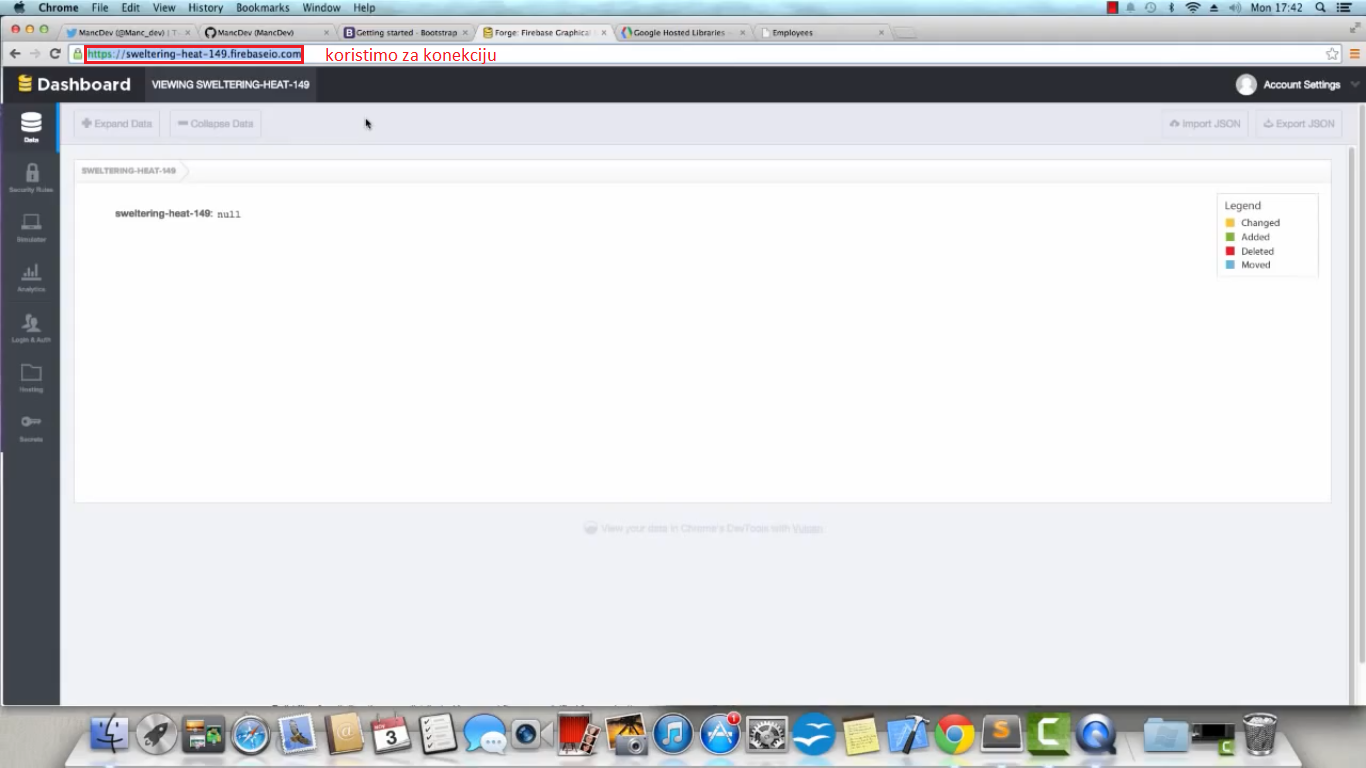 Chrome File Edit View History Bookmarks Window Help Mon 17:42
MancDev (@Manc_dev) | T GitHub MancDev (MancDev) Getting started · Bootstrap Forge: Firebase Graphical Google Hosted Libraries — Employees
https://sweltering-heat-149.firebaseio.com koristimo za konekciju
Dashboard VIEWING SWELTERING-HEAT-149 Account Settings
Data
Security Rules
Simulator
Analytics
Login & Auth
Hosting
Secrets
Expand Data Collapse Data Import JSON Export JSON
SWELTERING-HEAT-149
sweltering-heat-149: null
Legend
Changed
Added
Deleted
Moved
View your data in Chrome's DevTools with Vulcan
NOV
3
1